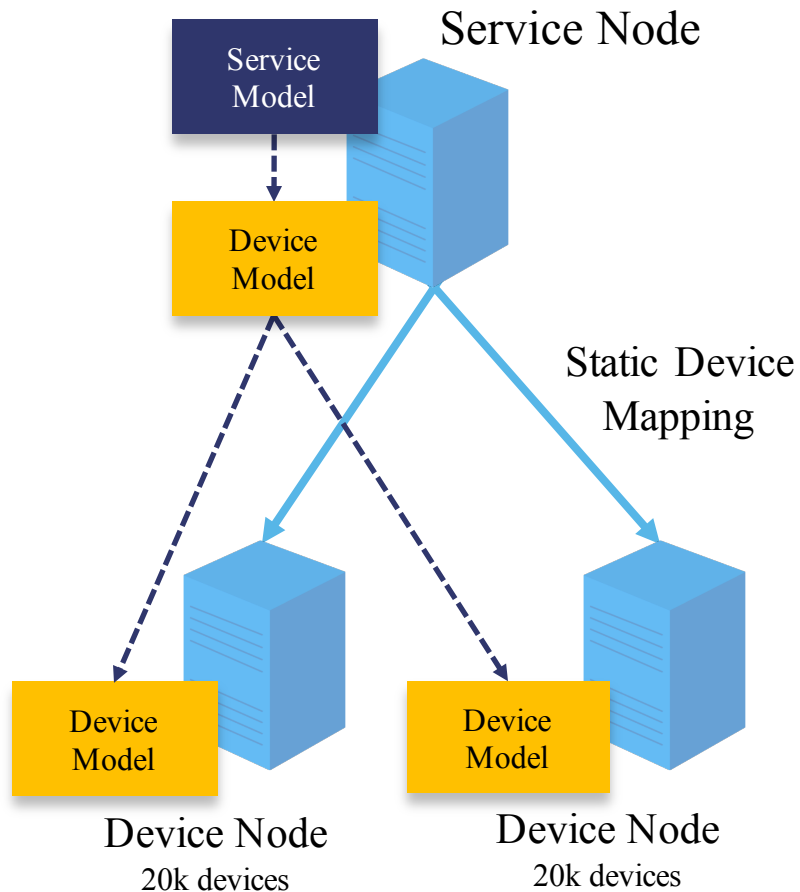 Service Node
Service
Model
Device
Model
Static Device
Mapping
Device
Model
Device
Model
Device Node
20k devices
Device Node
20k devices